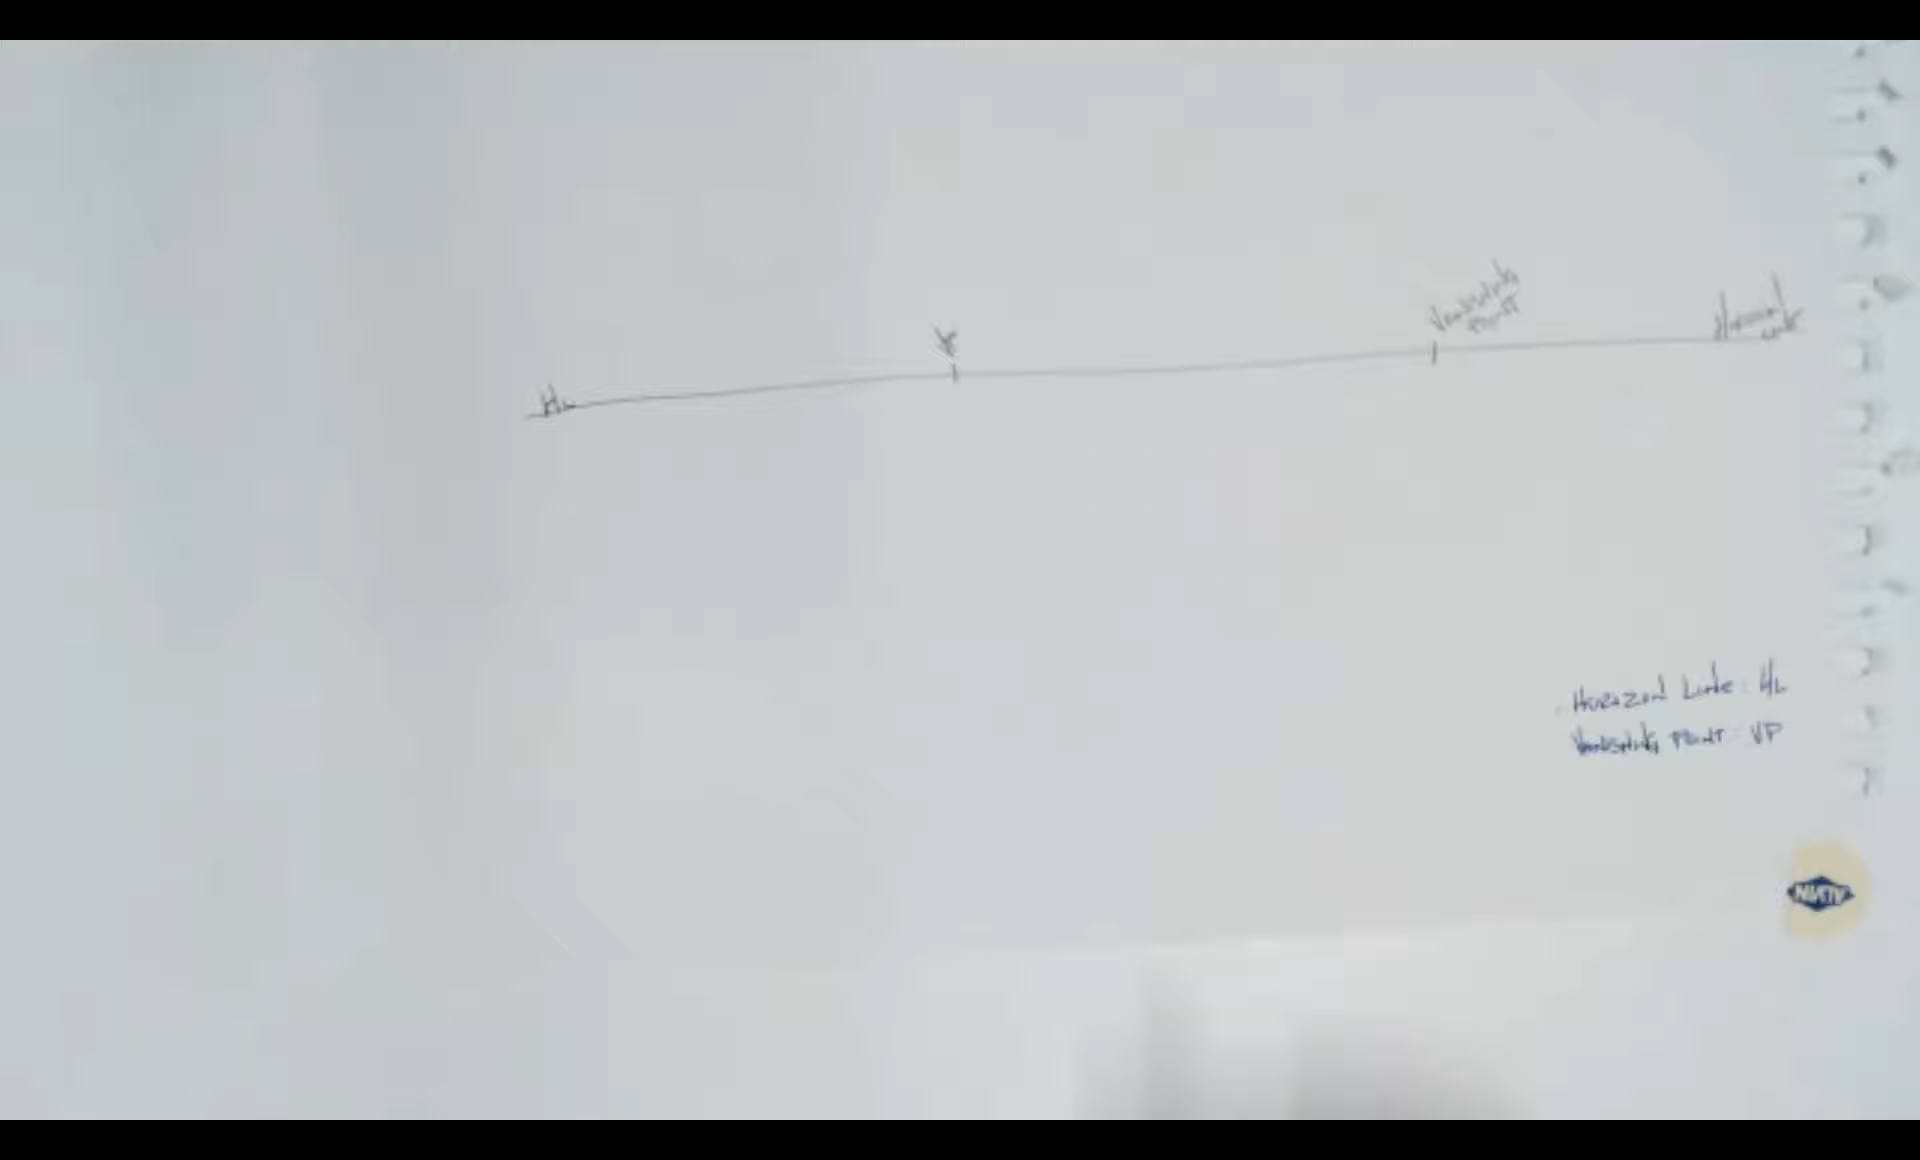 VP
Vanishing
Point
Horizon
Line
HL
Horizon Line : HL
Vanishing Point : VP